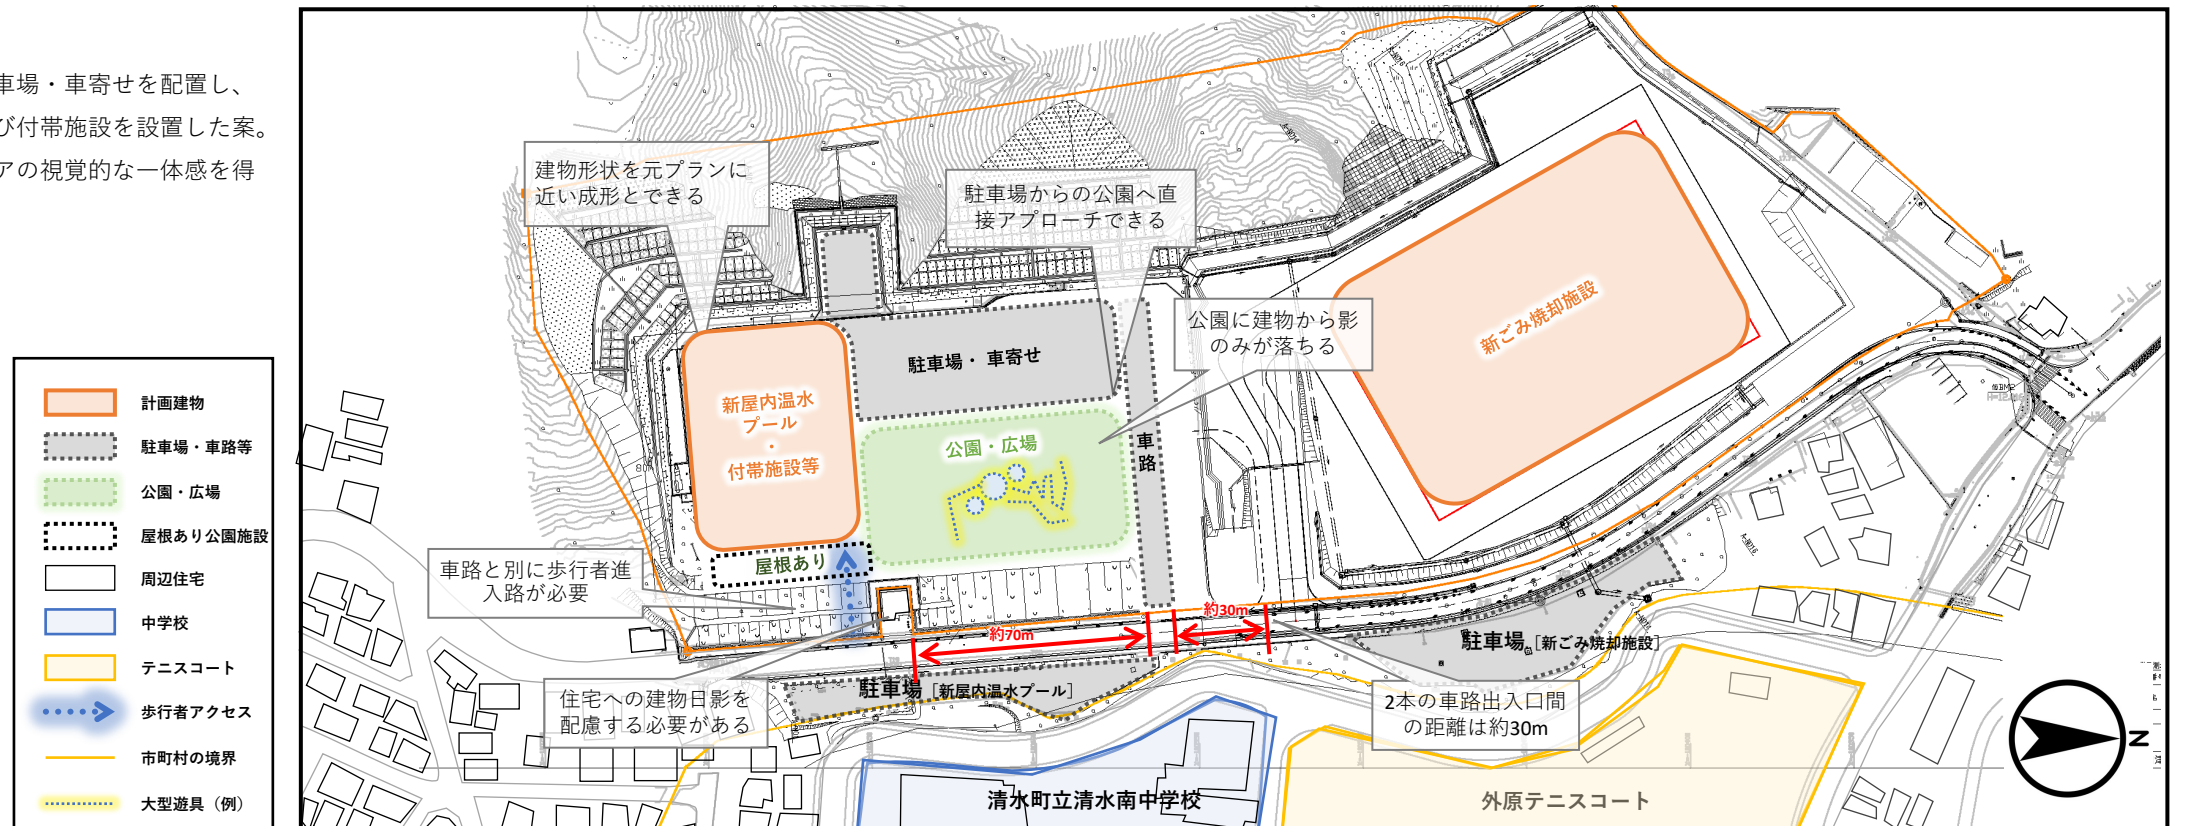 車場・車寄せを配置し、
び付帯施設を設置した案。
アの視覚的な一体感を得
計画建物
駐車場・車路等
公園・広場
屋根あり公園施設
周辺住宅
中学校
テニスコート
歩行者アクセス
市町村の境界
大型遊具（例）
建物形状を元プランに
近い成形とできる
駐車場からの公園へ直
接アプローチできる
公園に建物から影
のみが落ちる
新ごみ焼却施設
駐車場・ 車寄せ
新屋内温水
プール
・
付帯施設等
公園・広場
車
路
屋根あり
車路と別に歩行者進
入路が必要
約70m
約30m
駐車場 [新ごみ焼却施設]
駐車場 [新屋内温水プール]
住宅への建物日影を
配慮する必要がある
2本の車路出入口間
の距離は約30m
清水町立清水南中学校
外原テニスコート
N